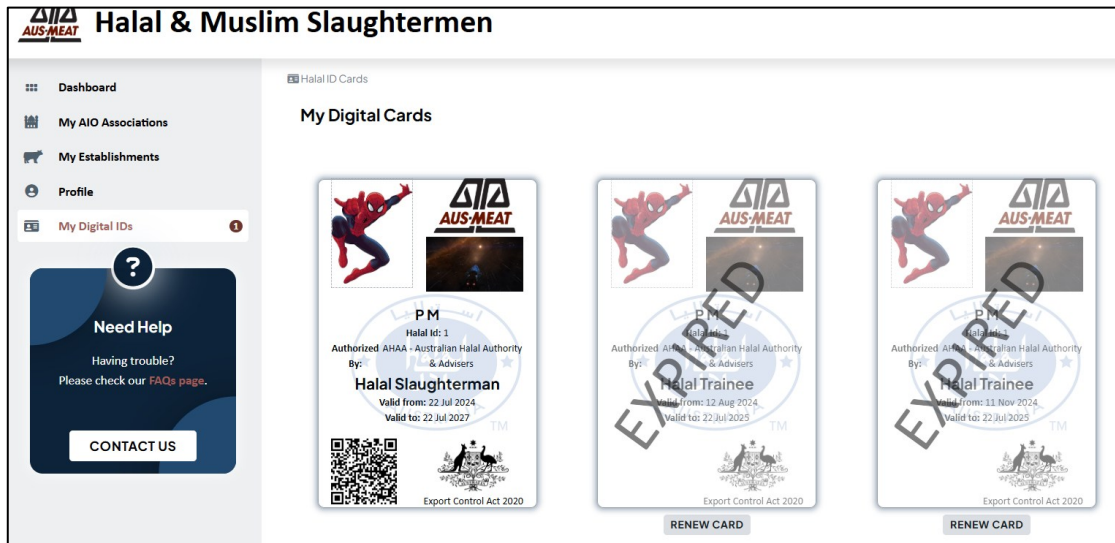 AUS-MEAT
Halal & Muslim Slaughtermen
Dashboard
My AIO Associations
My Establishments
Profile
My Digital IDs 1
?
Need Help
Having trouble?
Please check our FAQs page.
CONTACT US
Halal ID Cards
My Digital Cards
AUS-MEAT
P M
Halal Id: 1
Authorized By: AHAA - Australian Halal Authority
& Advisers
Halal Slaughterman
Valid from: 22 Jul 2024
Valid to: 22 Jul 2027
TM
Export Control Act 2020
AUS-MEAT
P M
Halal Id: 1
Authorized By: AHAA - Australian Halal Authority
& Advisers
Halal Trainee
Valid from: 12 Aug 2024
Valid to: 22 Jul 2025
TM
Export Control Act 2020
EXPIRED
RENEW CARD
AUS-MEAT
P M
Halal Id: 1
Authorized By: AHAA - Australian Halal Authority
& Advisers
Halal Trainee
Valid from: 11 Nov 2024
Valid to: 22 Jul 2025
TM
Export Control Act 2020
EXPIRED
RENEW CARD